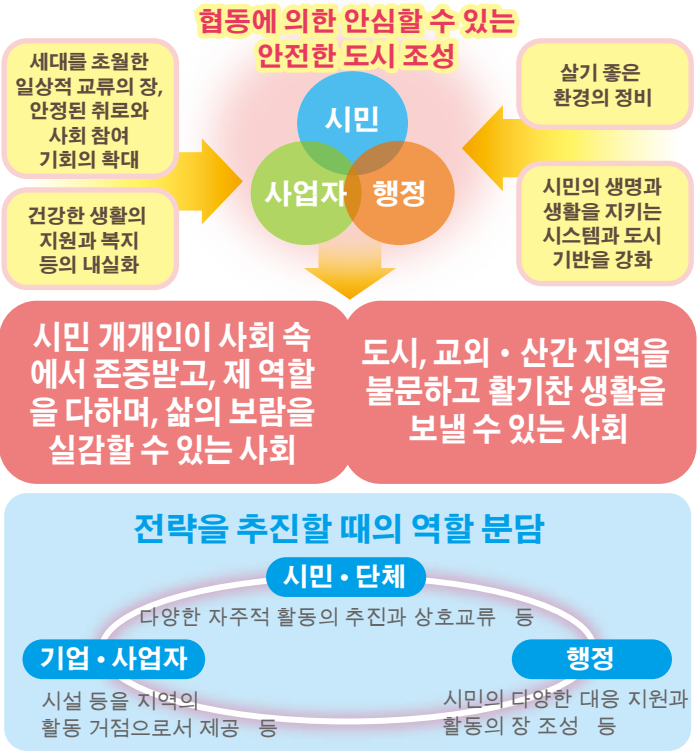 협동에 의한 안심할 수 있는
안전한 도시 조성
세대를 초월한
일상적 교류의 장,
안정된 취로와
사회 참여
기회의 확대
건강한 생활의
지원과 복지
등의 내실화
시민
사업자
행정
살기 좋은
환경의 정비
시민의 생명과
생활을 지키는
시스템과 도시
기반을 강화
시민 개개인이 사회 속
에서 존중받고, 제 역할
을 다하며, 삶의 보람을
실감할 수 있는 사회
도시, 교외・산간 지역을
불문하고 활기찬 생활을
보낼 수 있는 사회
전략을 추진할 때의 역할 분담
시민・단체
다양한 자주적 활동의 추진과 상호교류 등
기업・사업자
시설 등을 지역의
활동 거점으로서 제공 등
행정
시민의 다양한 대응 지원과
활동의 장 조성 등